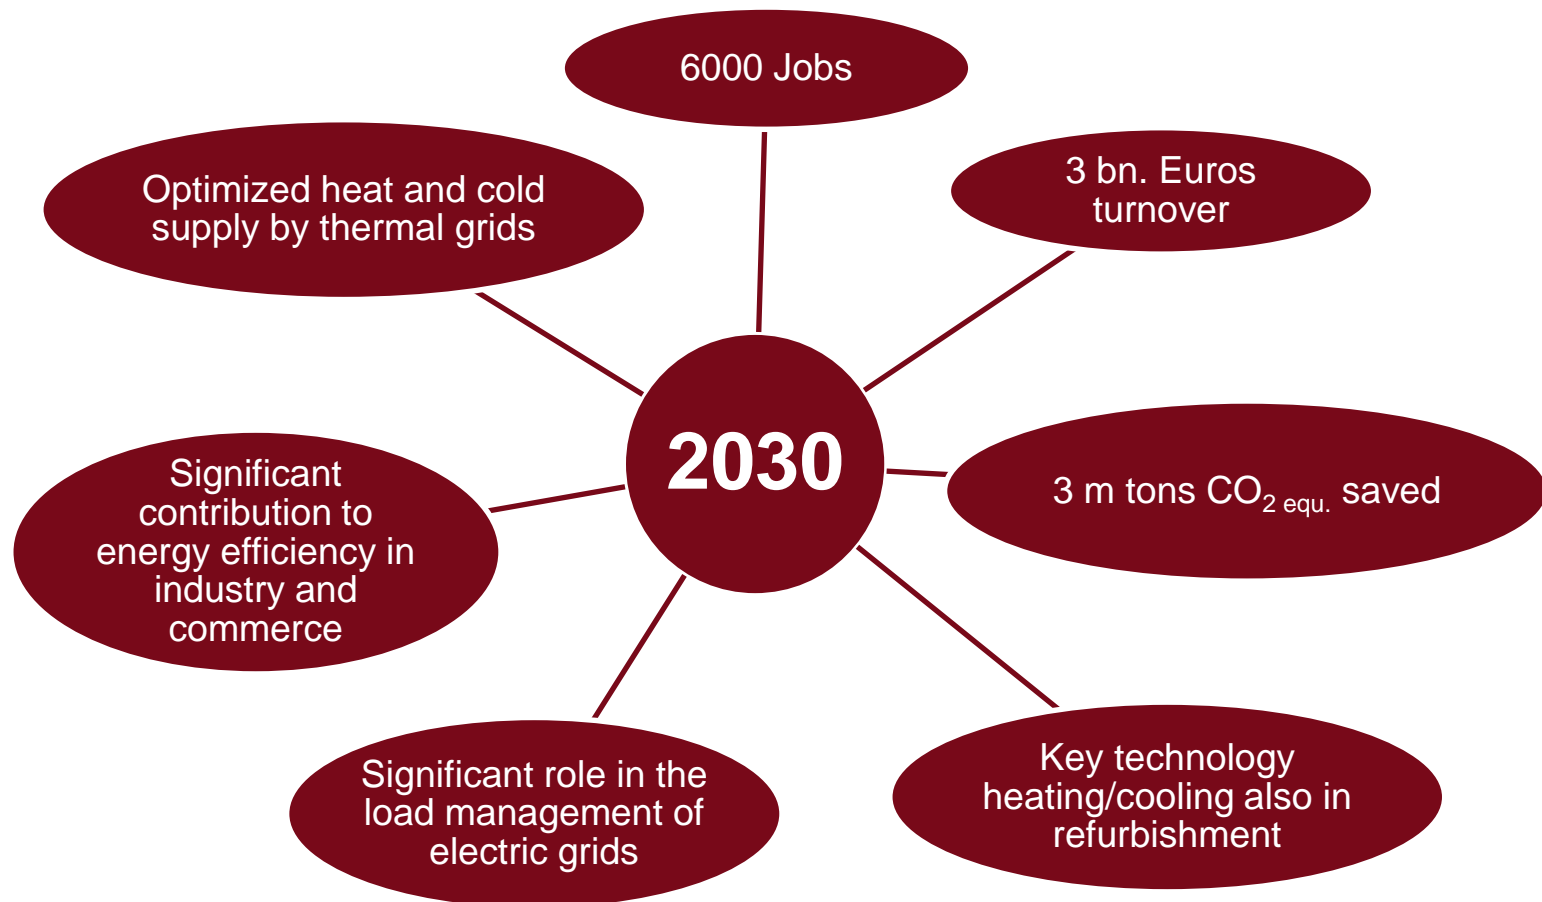 6000 Jobs
3 bn. Euros
turnover
Optimized heat and cold
supply by thermal grids
2030
3 m tons CO₂ equ. saved
Significant
contribution to
energy efficiency in
industry and
commerce
Significant role in the
load management of
electric grids
Key technology
heating/cooling also in
refurbishment